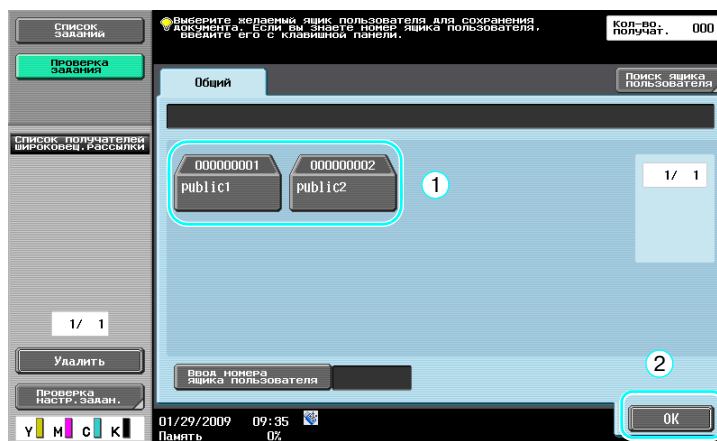 Список
заданий
Выберите желаемый ящик пользователя для сохранения
документа. Если вы знаете номер ящика пользователя,
введите его с клавишной панели.
Кол-во.
получат. 000
Проверка
задания
Общий
Поиск ящика
пользователя
Список получателей
широковещ.рассылки
000000001
public1
000000002
public2
1
1/ 1
1/ 1
Удалить
Проверка
настр.задан.
Ввод номера
ящика пользователя
2
OK
Y M C K
01/29/2009 09:35
Память 0%